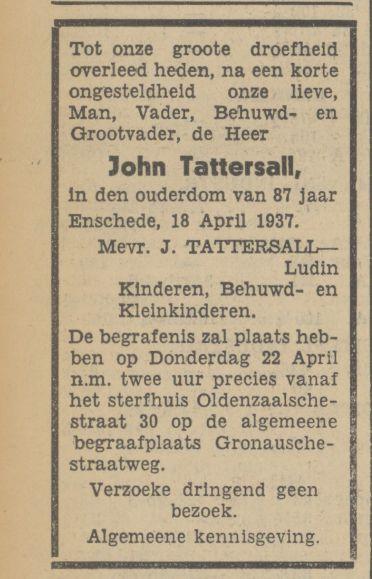 Tot onze groote droefheid
overleed heden, na een korte
ongesteldheid onze lieve,
Man, Vader, Behuwd- en
Grootvader, de Heer
John Tattersall,
in den ouderdom van 87 jaar
Enschede, 18 April 1937.
Mevr. J. TATTERSALL—
Ludin
Kinderen, Behuwd- en
Kleinkinderen.
De begrafenis zal plaats heb-
ben op Donderdag 22 April
n.m. twee uur precies vanaf
het sterfhuis Oldenzaalsche-
straat 30 op de algemeene
begraafplaats Gronausche-
straatweg.
Verzoeke dringend geen
bezoek.
Algemeene kennisgeving.